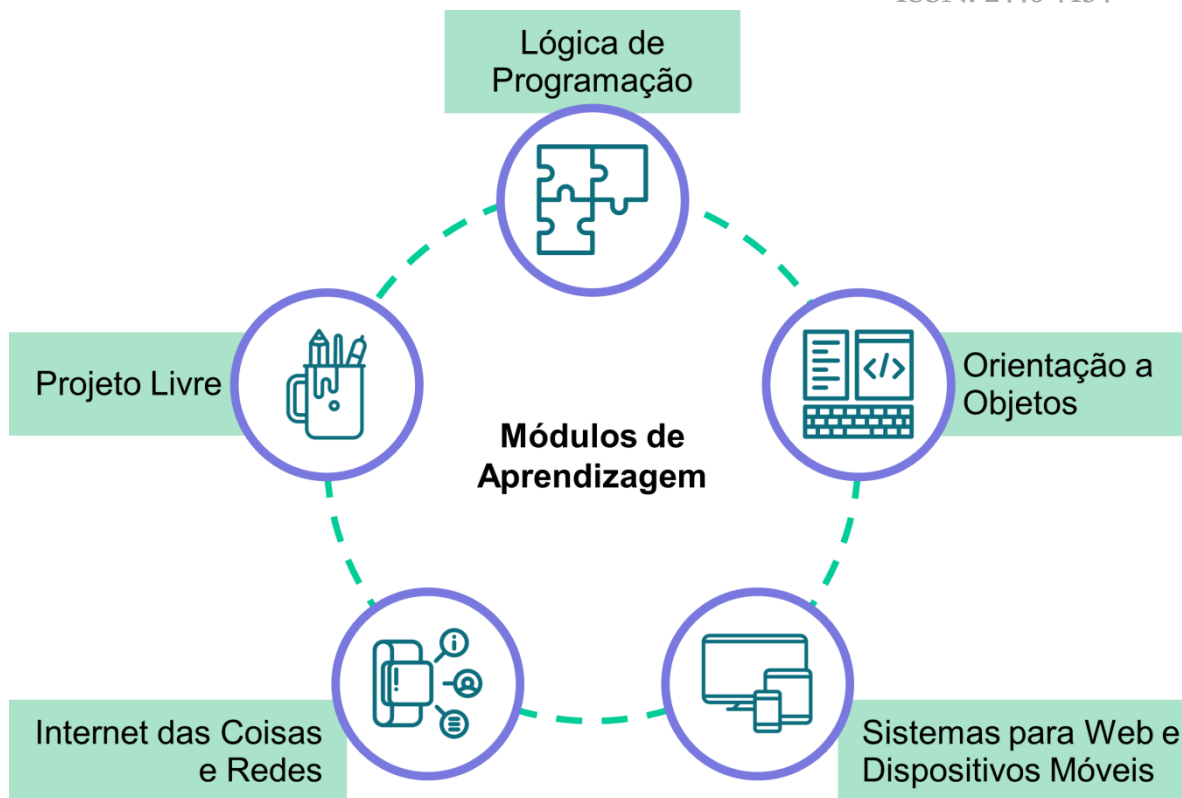 Lógica de
Programação
Projeto Livre
Orientação a
Objetos
Módulos de
Aprendizagem
Internet das Coisas
e Redes
Sistemas para Web e
Dispositivos Móveis